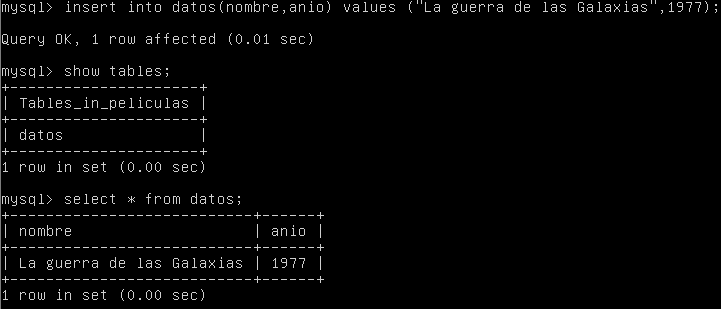 mysql> insert into datos(nombre,anio) values ("La guerra de las Galaxias",1977);
Query OK, 1 row affected (0.01 sec)
mysql> show tables;
+---------------------+
| Tables_in_peliculas |
+---------------------+
| datos               |
+---------------------+
1 row in set (0.00 sec)
mysql> select * from datos;
+---------------------------+------+
| nombre                    | anio |
+---------------------------+------+
| La guerra de las Galaxias | 1977 |
+---------------------------+------+
1 row in set (0.00 sec)